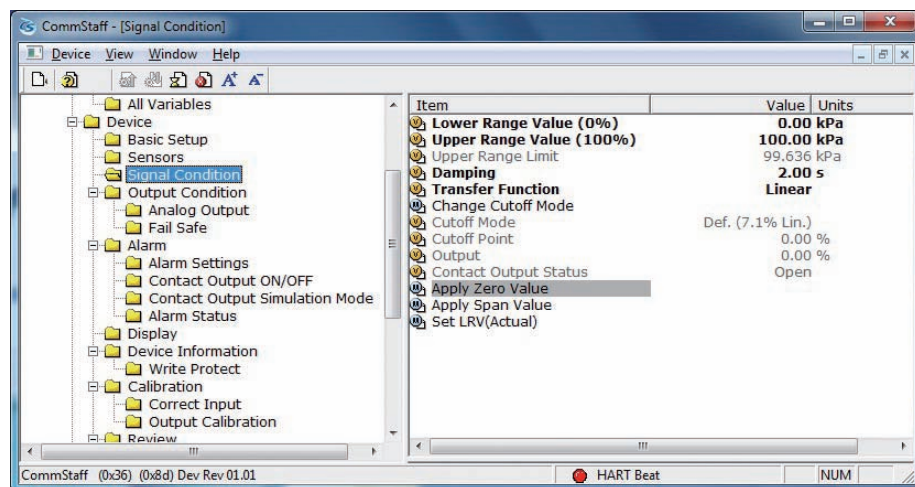 CommStaff - [Signal Condition]
Device View Window Help
All Variables
Device
Basic Setup
Sensors
Signal Condition
Output Condition
Analog Output
Fail Safe
Alarm
Alarm Settings
Contact Output ON/OFF
Contact Output Simulation Mode
Alarm Status
Display
Device Information
Write Protect
Calibration
Correct Input
Output Calibration
Review
Item Value Units
Lower Range Value (0%) 0.00 kPa
Upper Range Value (100%) 100.00 kPa
Upper Range Limit 99.636 kPa
Damping 2.00 s
Transfer Function Linear
Change Cutoff Mode
Cutoff Mode Def. (7.1% Lin.)
Cutoff Point 0.00 %
Output 0.00 %
Contact Output Status Open
Apply Zero Value
Apply Span Value
Set LRV(Actual)
CommStaff (0x36) (0x8d) Dev Rev 01.01 HART Beat NUM